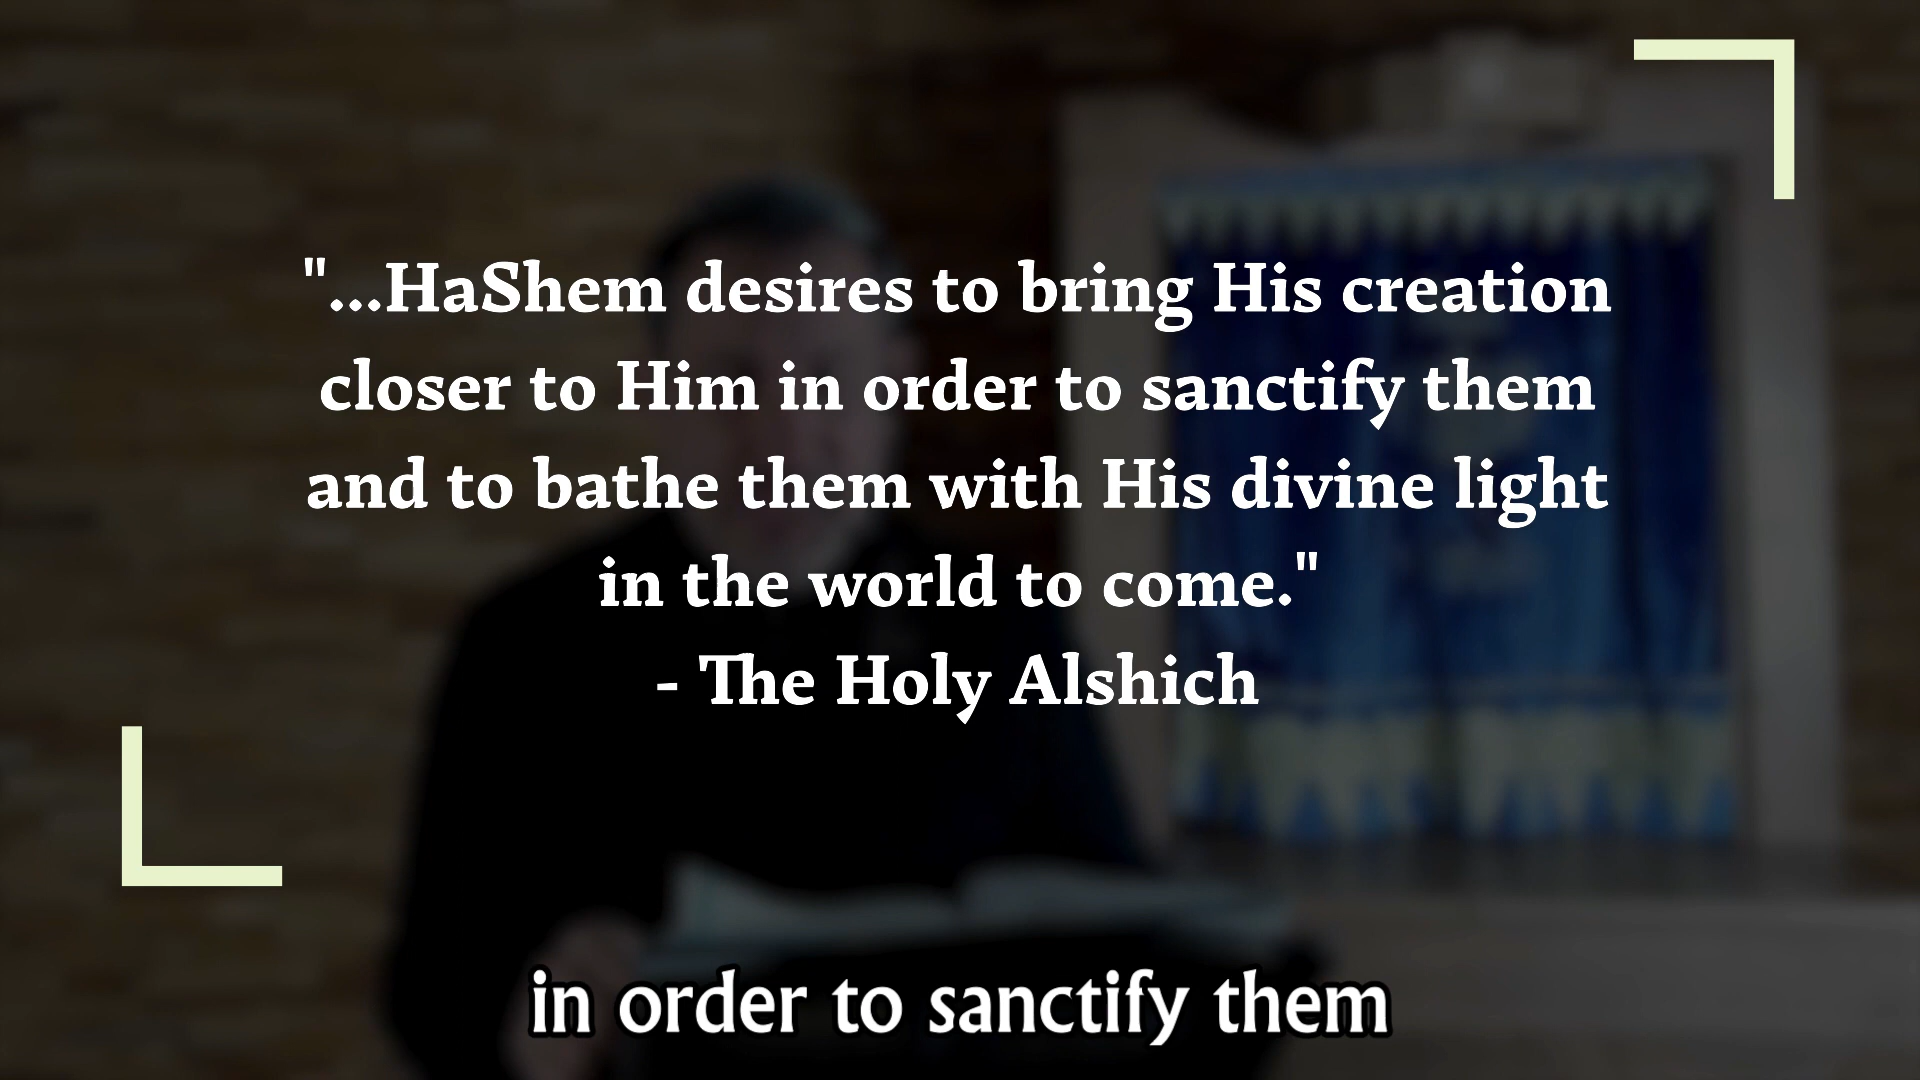 "...HaShem desires to bring His creation
closer to Him in order to sanctify them
and to bathe them with His divine light
in the world to come."
- The Holy Alshich
in order to sanctify them